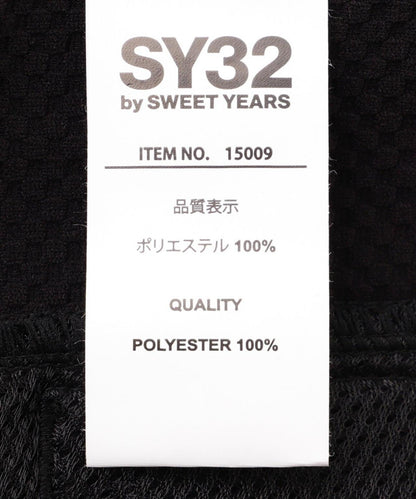 SY32
by SWEET YEARS
ITEM NO. 15009
品質表示
ポリエステル 100%
QUALITY
POLYESTER 100%